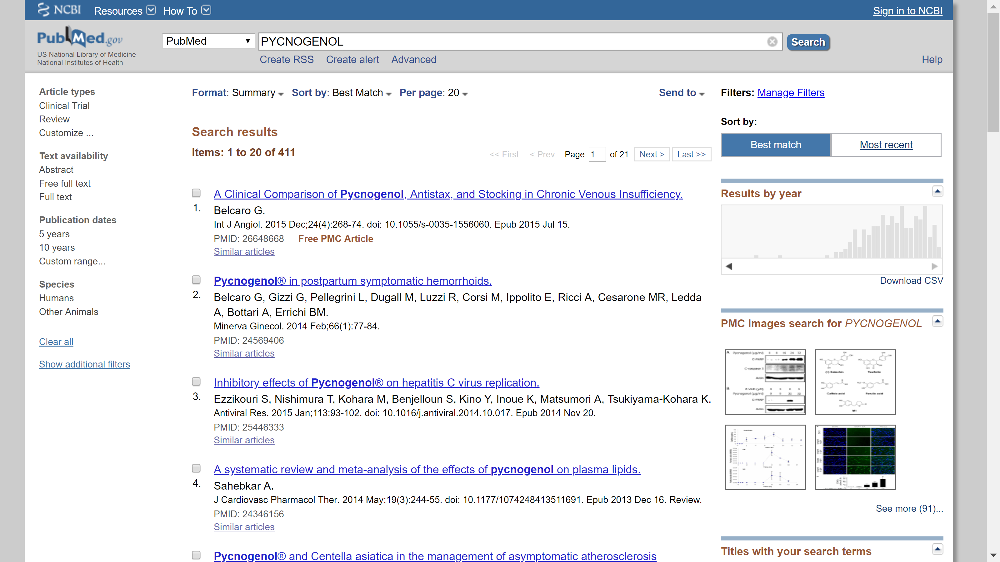 NCBI Resources How To Sign in to NCBI
PubMed.gov
US National Library of Medicine
National Institutes of Health
PubMed PYCNOGENOL Search
Create RSS Create alert Advanced Help
Article types
Clinical Trial
Review
Customize ...
Text availability
Abstract
Free full text
Full text
Publication dates
5 years
10 years
Custom range...
Species
Humans
Other Animals
Clear all
Show additional filters
Format: Summary Sort by: Best Match Per page: 20 Send to
Search results
Items: 1 to 20 of 411
<< First < Prev Page 1 of 21 Next > Last >>
A Clinical Comparison of Pycnogenol, Antistax, and Stocking in Chronic Venous Insufficiency.
1. Belcaro G.
Int J Angiol. 2015 Dec;24(4):268-74. doi: 10.1055/s-0035-1556060. Epub 2015 Jul 15.
PMID: 26648668 Free PMC Article
Similar articles
Pycnogenol® in postpartum symptomatic hemorrhoids.
2. Belcaro G, Gizzi G, Pellegrini L, Dugall M, Luzzi R, Corsi M, Ippolito E, Ricci A, Cesarone MR, Ledda
A, Bottari A, Errichi BM.
Minerva Ginecol. 2014 Feb;66(1):77-84.
PMID: 24569406
Similar articles
Inhibitory effects of Pycnogenol® on hepatitis C virus replication.
3. Ezzikouri S, Nishimura T, Kohara M, Benjelloun S, Kino Y, Inoue K, Matsumori A, Tsukiyama-Kohara K.
Antiviral Res. 2015 Jan;113:93-102. doi: 10.1016/j.antiviral.2014.10.017. Epub 2014 Nov 20.
PMID: 25446333
Similar articles
A systematic review and meta-analysis of the effects of pycnogenol on plasma lipids.
4. Sahebkar A.
J Cardiovasc Pharmacol Ther. 2014 May;19(3):244-55. doi: 10.1177/1074248413511691. Epub 2013 Dec 16. Review.
PMID: 24346156
Similar articles
Pycnogenol® and Centella asiatica in the management of asymptomatic atherosclerosis
Filters: Manage Filters
Sort by:
Best match Most recent
Results by year
Download CSV
PMC Images search for PYCNOGENOL
See more (91)...
Titles with your search terms